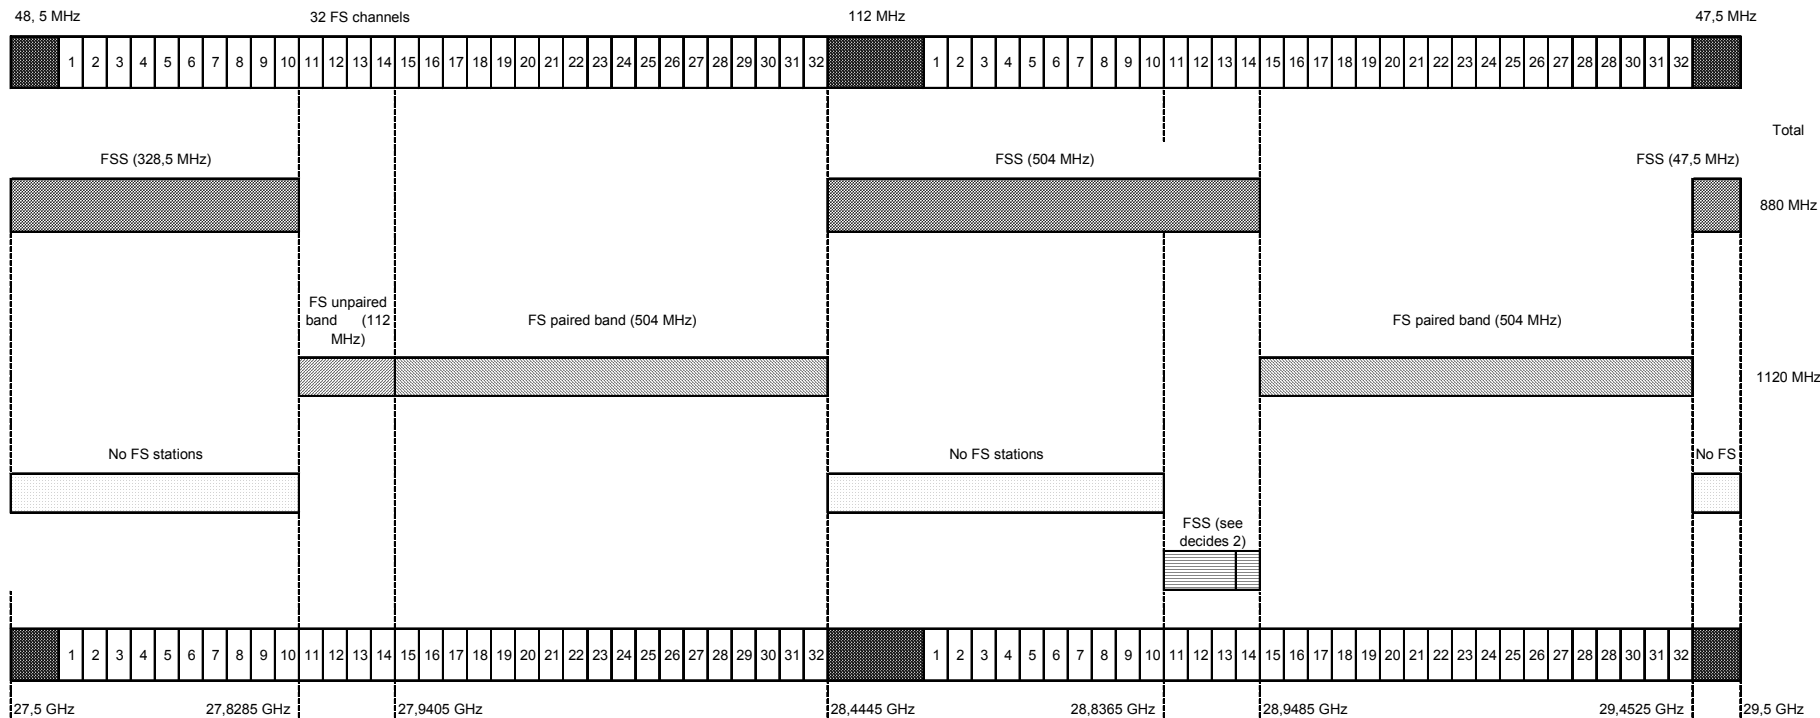 48, 5 MHz 32 FS channels 112 MHz 47,5 MHz
1 2 3 4 5 6 7 8 9 10 11 12 13 14 15 16 17 18 19 20 21 22 23 24 25 26 27 28 29 30 31 32 1 2 3 4 5 6 7 8 9 10 11 12 13 14 15 16 17 18 19 20 21 22 23 24 25 26 27 28 28 30 31 32
Total
FSS (328,5 MHz) FSS (504 MHz) FSS (47,5 MHz)
880 MHz
FS unpaired
band (112
MHz)
FS paired band (504 MHz) FS paired band (504 MHz)
1120 MHz
No FS stations No FS stations No FS
FSS (see
decides 2)
1 2 3 4 5 6 7 8 9 10 11 12 13 14 15 16 17 18 19 20 21 22 23 24 25 26 27 28 29 30 31 32 1 2 3 4 5 6 7 8 9 10 11 12 13 14 15 16 17 18 19 20 21 22 23 24 25 26 27 28 28 30 31 32
27,5 GHz 27,8285 GHz 27,9405 GHz 28,4445 GHz 28,8365 GHz 28,9485 GHz 29,4525 GHz 29,5 GHz